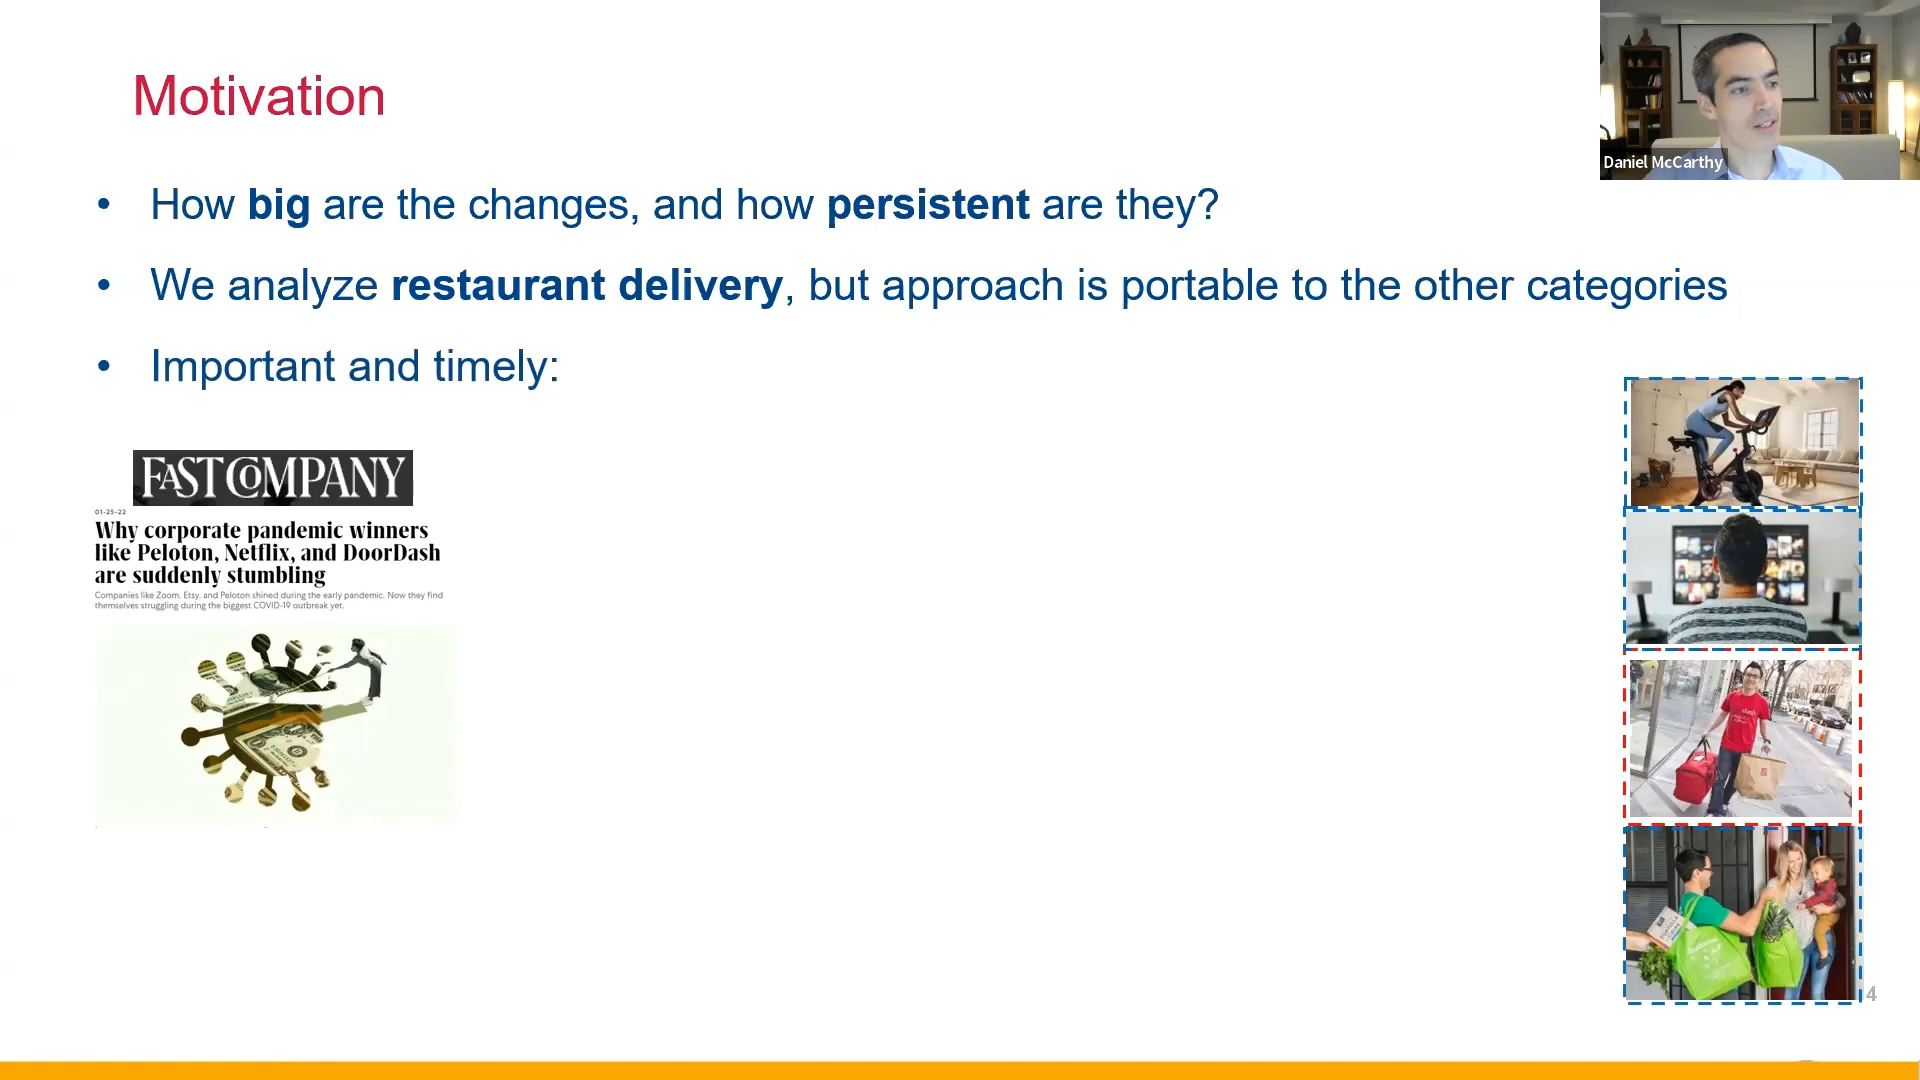 Motivation
Daniel McCarthy
• How big are the changes, and how persistent are they?
• We analyze restaurant delivery, but approach is portable to the other categories
• Important and timely:
FAST COMPANY
01-25-22
Why corporate pandemic winners
like Peloton, Netflix, and DoorDash
are suddenly stumbling
Companies like Zoom, Etsy, and Peloton shined during the early pandemic. Now they find
themselves struggling during the biggest COVID-19 outbreak yet.
4